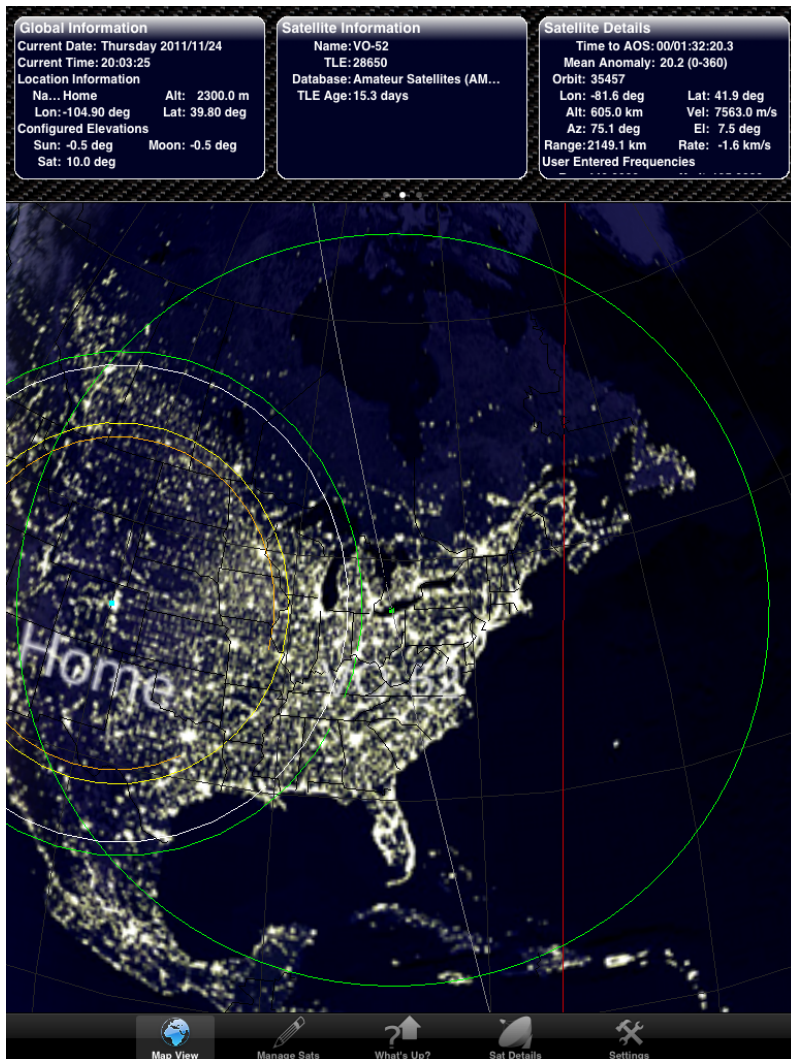 Global Information
Current Date: Thursday 2011/11/24
Current Time: 20:03:25
Location Information
Na... Home Alt: 2300.0 m
Lon:-104.90 deg Lat: 39.80 deg
Configured Elevations
Sun: -0.5 deg Moon: -0.5 deg
Sat: 10.0 deg
Satellite Information
Name:VO-52
TLE:28650
Database:Amateur Satellites (AM...
TLE Age:15.3 days
Satellite Details
Time to AOS:00/01:32:20.3
Mean Anomaly: 20.2 (0-360)
Orbit: 35457
Lon: -81.6 deg Lat: 41.9 deg
Alt: 605.0 km Vel: 7563.0 m/s
Az: 75.1 deg El: 7.5 deg
Range:2149.1 km Rate: -1.6 km/s
User Entered Frequencies
Home
VO-52
Map View Manage Sats What's Up? Sat Details Settings